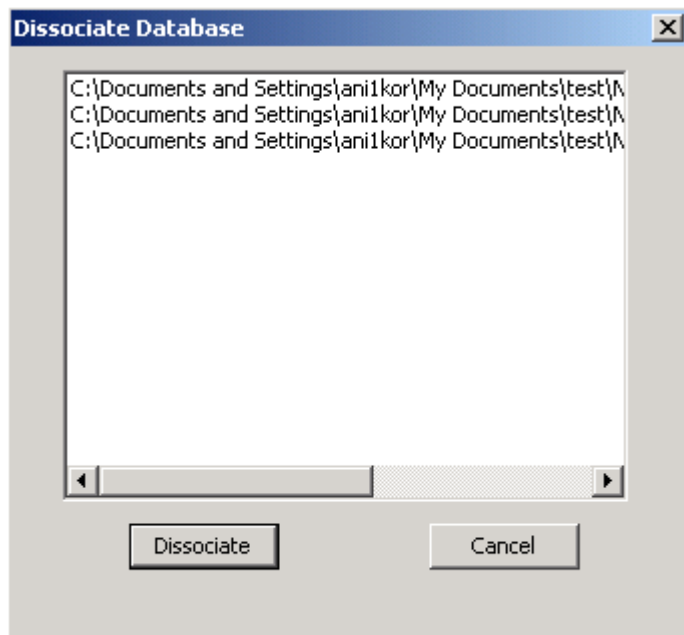 Dissociate Database
C:\Documents and Settings\ani1kor\My Documents\test\N
C:\Documents and Settings\ani1kor\My Documents\test\N
C:\Documents and Settings\ani1kor\My Documents\test\N
Dissociate Cancel